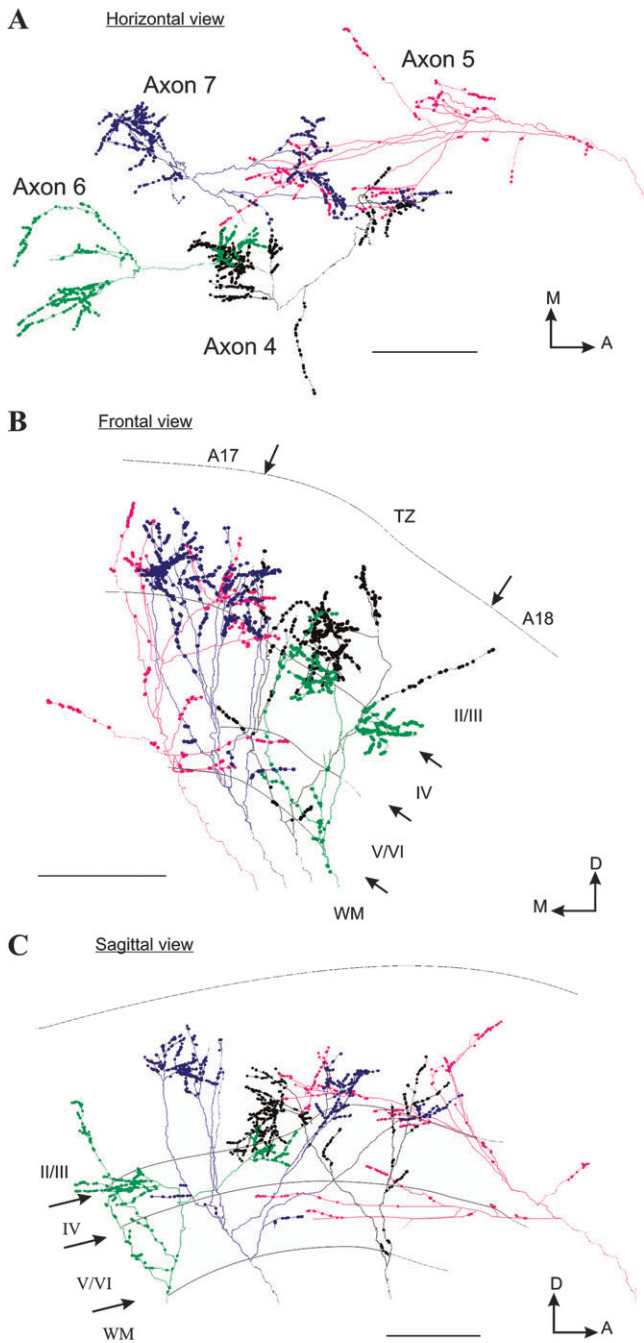 A Horizontal view
Axon 5
Axon 7
Axon 6
Axon 4
M
A
B Frontal view
A17
TZ
A18
II/III
IV
V/VI
WM
D
M
C Sagittal view
II/III
IV
V/VI
WM
D
A